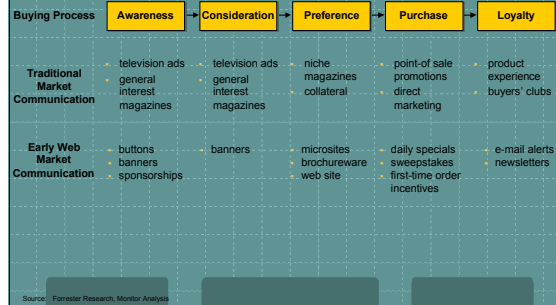 Buying Process
Awareness
Consideration
Preference
Purchase
Loyalty
Traditional
Market
Communication
television ads
general
interest
magazines
television ads
general
interest
magazines
niche
magazines
collateral
point-of sale
promotions
direct
marketing
product
experience
buyers’ clubs
Early Web
Market
Communication
buttons
banners
sponsorships
banners
microsites
brochureware
web site
daily specials
sweepstakes
first-time order
incentives
e-mail alerts
newsletters
Source: Forrester Research, Monitor Analysis